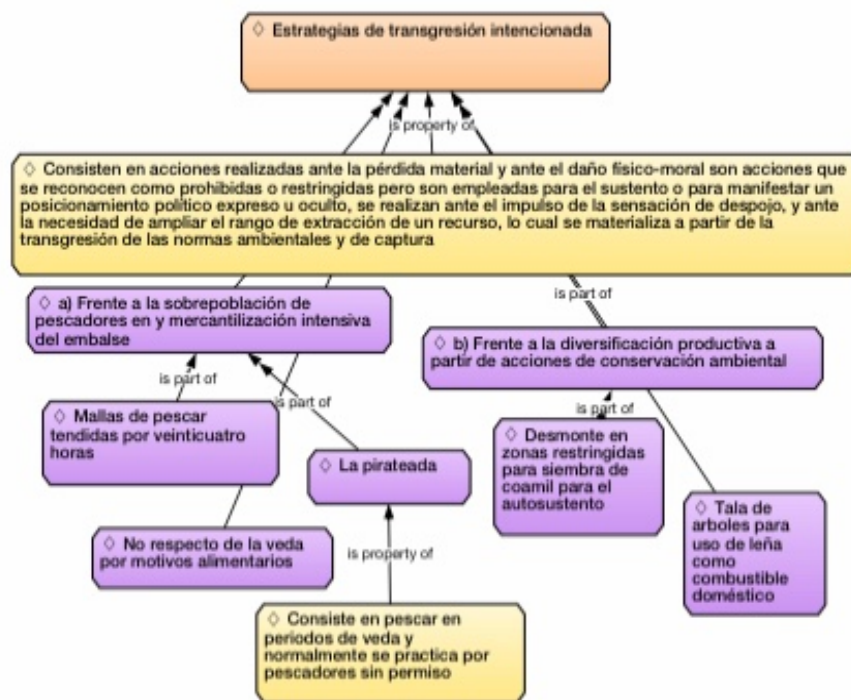 ◇ Estrategias de transgresión intencionada
is property of
◇ Consisten en acciones realizadas ante la pérdida material y ante el daño físico-moral son acciones que
se reconocen como prohibidas o restringidas pero son empleadas para el sustento o para manifestar un
posicionamiento político expreso u oculto, se realizan ante el impulso de la sensación de despojo, y ante
la necesidad de ampliar el rango de extracción de un recurso, lo cual se materializa a partir de la
transgresión de las normas ambientales y de captura
is part of
◇ a) Frente a la sobrepoblación de
pescadores en y mercantilización intensiva
del embalse
◇ b) Frente a la diversificación productiva a
partir de acciones de conservación ambiental
is part of
is part of
is part of
◇ Mallas de pescar
tendidas por veinticuatro
horas
◇ La pirateada
◇ Desmonte en
zonas restringidas
para siembra de
coamil para el
autosustento
◇ Tala de
arboles para
uso de leña
como
combustible
doméstico
◇ No respecto de la veda
por motivos alimentarios
is property of
◇ Consiste en pescar en
periodos de veda y
normalmente se practica por
pescadores sin permiso